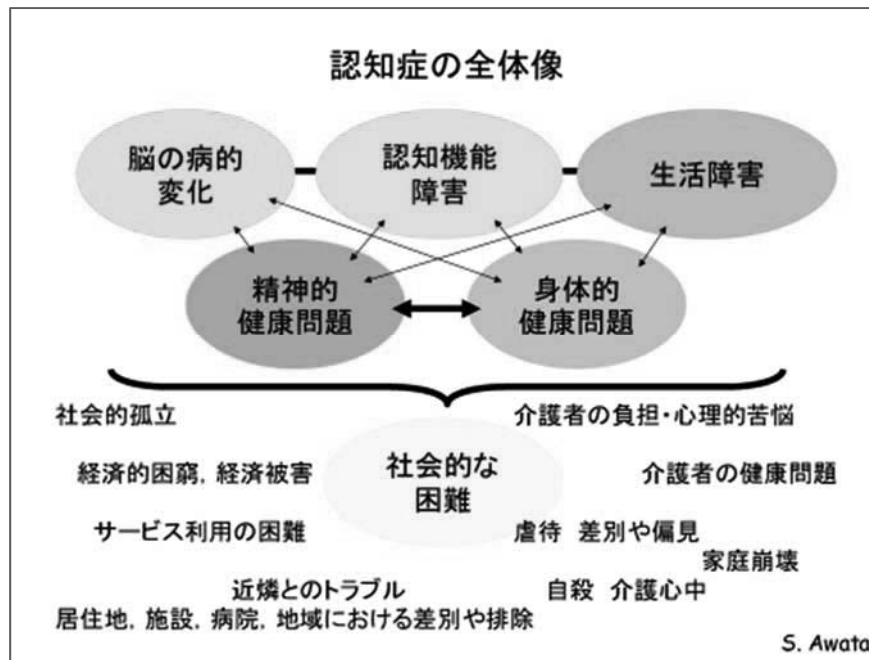 認知症の全体像
脳の病的
変化
認知機能
障害
生活障害
精神的
健康問題
身体的
健康問題
社会的孤立
介護者の負担・心理的苦悩
社会的な
困難
経済的困窮, 経済被害
介護者の健康問題
サービス利用の困難
虐待 差別や偏見
家庭崩壊
近燐とのトラブル
自殺 介護心中
居住地, 施設, 病院, 地域における差別や排除
S. Awata